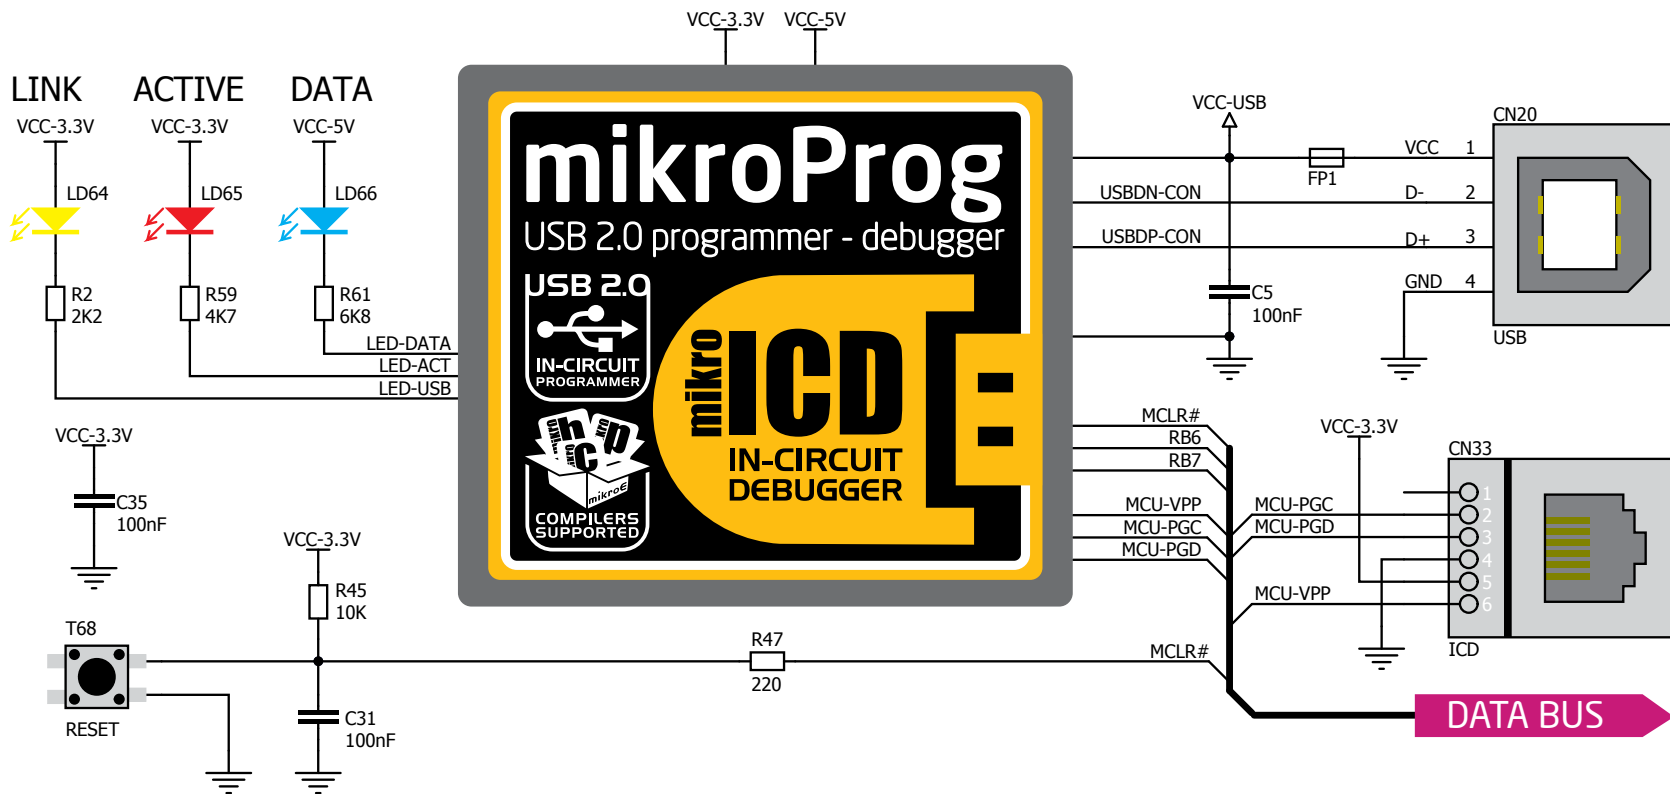 VCC-3.3V VCC-5V
LINK ACTIVE DATA
VCC-3.3V VCC-3.3V VCC-5V
LD64 LD65 LD66
R2
2K2
R59
4K7
R61
6K8
LED-DATA
LED-ACT
LED-USB
mikroProg
USB 2.0 programmer - debugger
USB 2.0
IN-CIRCUIT
PROGRAMMER
mikro
ICD
IN-CIRCUIT
DEBUGGER
h
c
p
mikroE
COMPILERS
SUPPORTED
VCC-USB
CN20
FP1
VCC 1
USBDN-CON D- 2
USBDP-CON D+ 3
GND 4
C5
100nF
USB
MCLR#
RB6
RB7
MCU-VPP
MCU-PGC
MCU-PGD
VCC-3.3V
CN33
MCU-PGC
MCU-PGD
MCU-VPP
1
2
3
4
5
6
ICD
VCC-3.3V
C35
100nF
VCC-3.3V
R45
10K
T68
RESET
C31
100nF
R47
220
MCLR#
DATA BUS